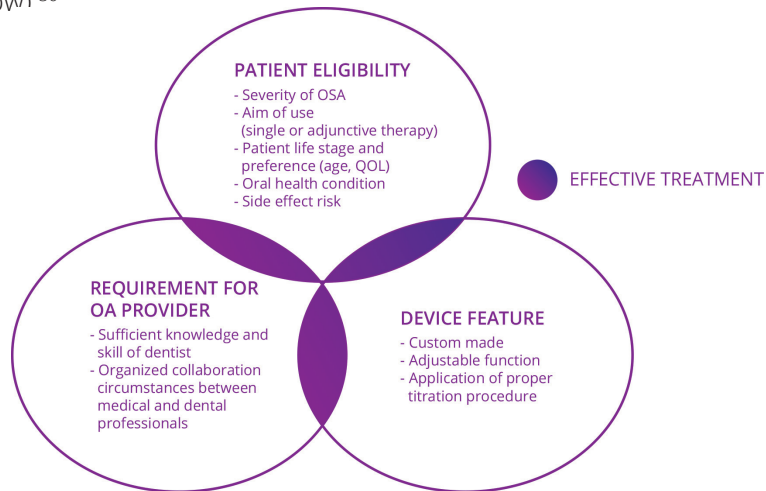 PATIENT ELIGIBILITY
- Severity of OSA
- Aim of use
(single or adjunctive therapy)
- Patient life stage and
preference (age, QOL)
- Oral health condition
- Side effect risk
EFFECTIVE TREATMENT
REQUIREMENT FOR
OA PROVIDER
- Sufficient knowledge and
skill of dentist
- Organized collaboration
circumstances between
medical and dental
professionals
DEVICE FEATURE
- Custom made
- Adjustable function
- Application of proper
titration procedure